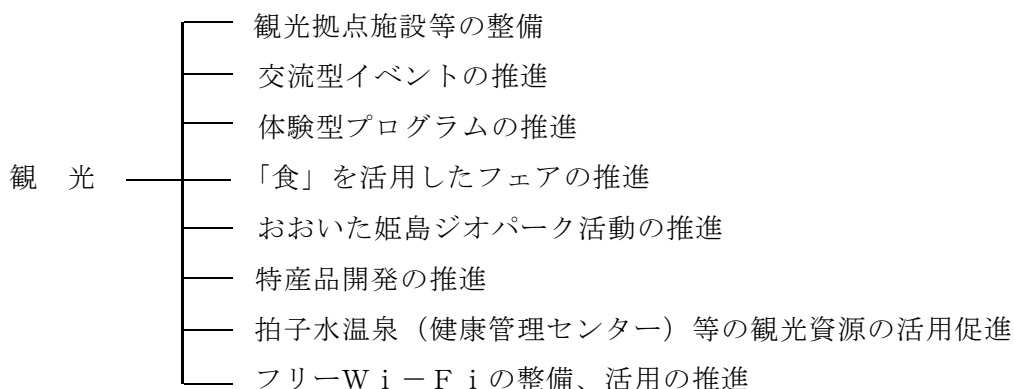 観光拠点施設等の整備
交流型イベントの推進
体験型プログラムの推進
観　光
「食」を活用したフェアの推進
おおいた姫島ジオパーク活動の推進
特産品開発の推進
拍子水温泉（健康管理センター）等の観光資源の活用促進
フリーＷｉ－Ｆｉの整備、活用の推進